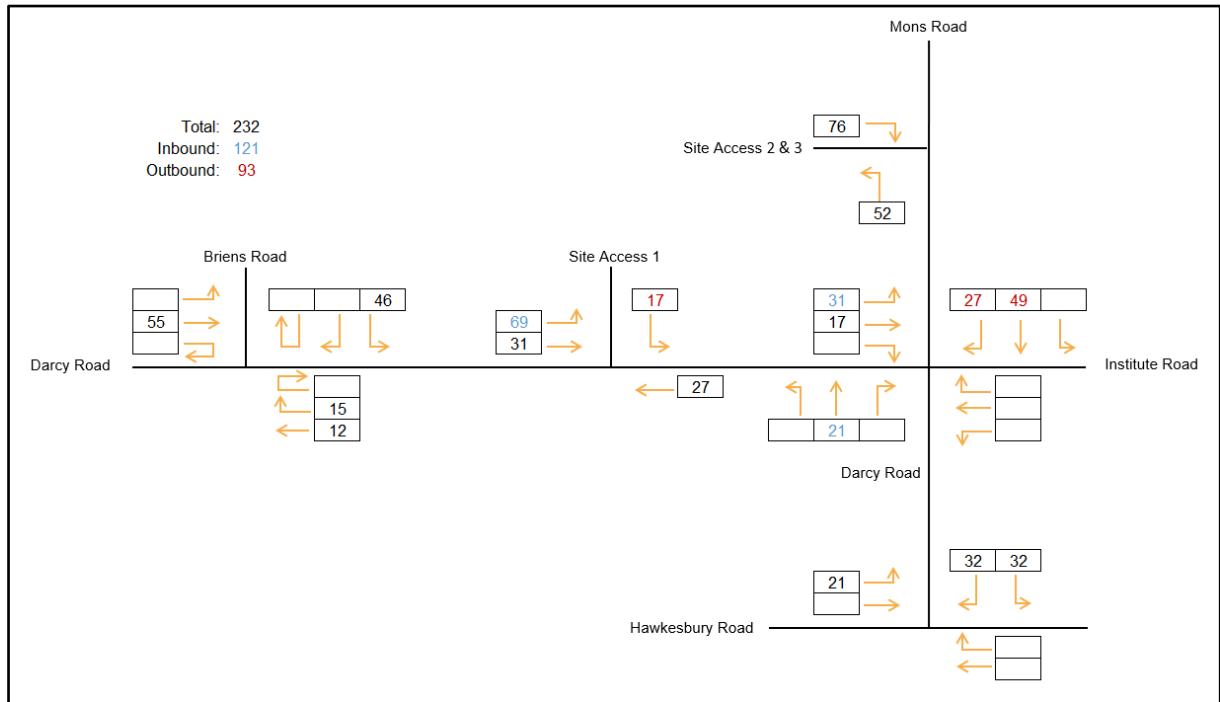 Mons Road
Total: 232
Inbound: 121
Outbound: 93
76
Site Access 2 & 3
52
Briens Road
Site Access 1
46
55
69
31
17
31
17
27 49
Darcy Road
Institute Road
15
12
27
21
Darcy Road
21
32 32
Hawkesbury Road